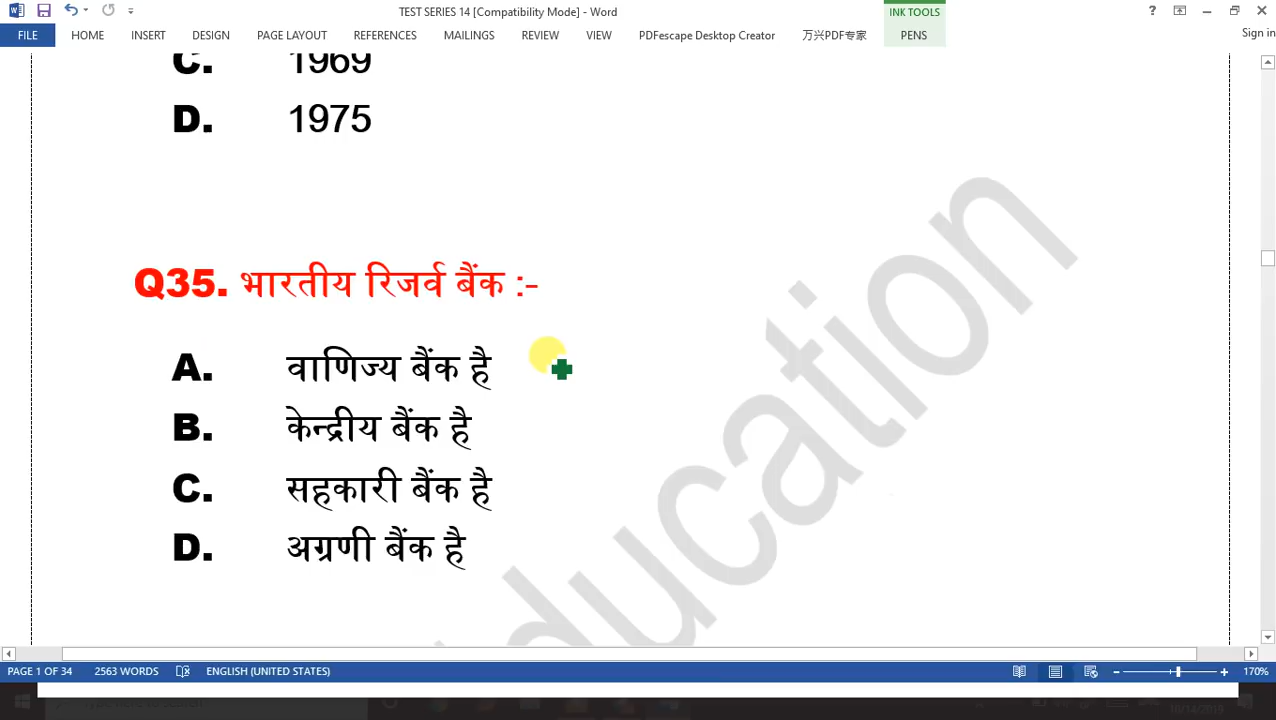 TEST SERIES 14 [Compatibility Mode] - Word
INK TOOLS
FILE HOME INSERT DESIGN PAGE LAYOUT REFERENCES MAILINGS REVIEW VIEW PDFescape Desktop Creator 万兴PDF专家 PENS
Sign in
C. 1969
D. 1975
Q35. भारतीय रिजर्व बैंक :-
A. वाणिज्य बैंक है
B. केन्द्रीय बैंक है
C. सहकारी बैंक है
D. अग्रणी बैंक है
education
PAGE 1 OF 34 2563 WORDS ENGLISH (UNITED STATES) 170%